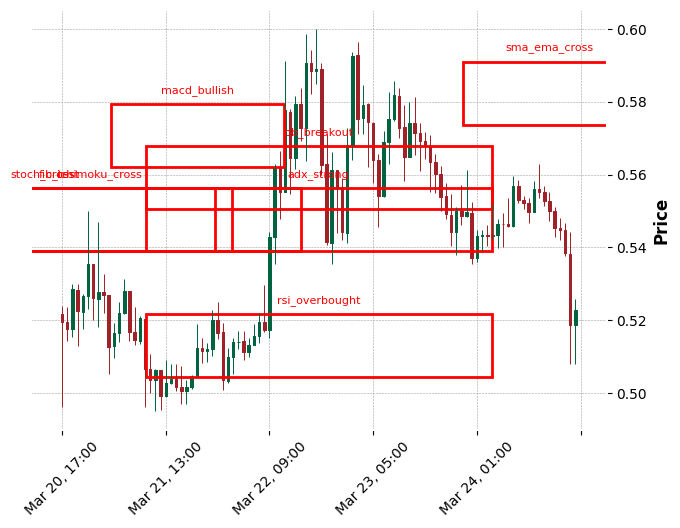 sma_ema_cross
0.60
macd_bullish
0.58
bb_breakout
0.56
ichimoku_cross
adx_strong
Price
0.54
rsi_overbought
0.52
0.50
Mar 20, 17:00
Mar 21, 13:00
Mar 22, 09:00
Mar 23, 05:00
Mar 24, 01:00